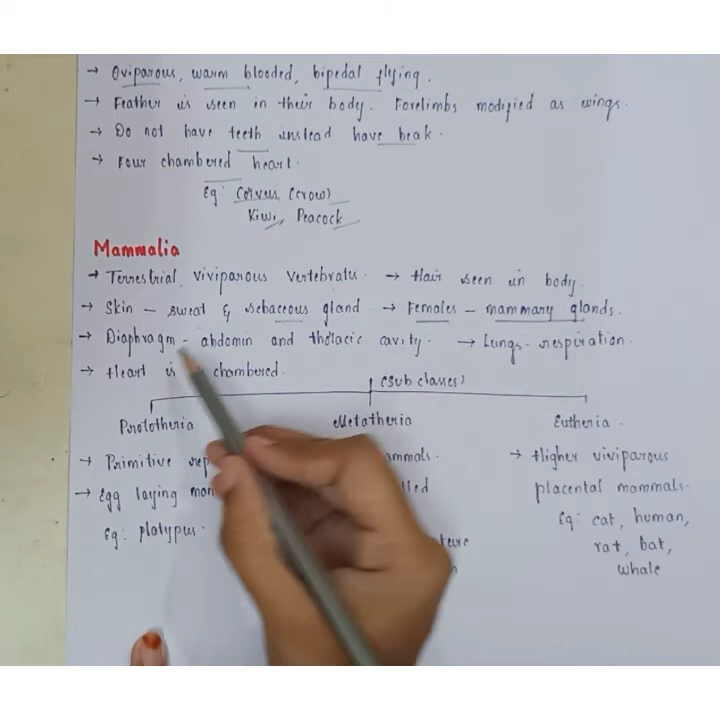 → Oviparous, warm blooded, bipedal flying.
→ Feather is seen in their body. Forelimbs modified as wings.
→ Do not have teeth instead have beak.
→ Four chambered heart.
Eg: Corvus (crow)
Kiwi, Peacock
Mammalia
→ Terrestrial, viviparous vertebrate. → Hair seen in body.
→ Skin - sweat & sebaceous gland → Females - mammary glands.
→ Diaphragm - abdomin and thoracic cavity. → Lungs - respiration.
→ Heart is chambered.
(Sub classes)
Prototheria Metatheria Eutheria
→ Primitive
→ Egg laying
Eg: platypus.
→ Higher viviparous
placental mammals.
Eq: cat, human,
rat, bat,
whale